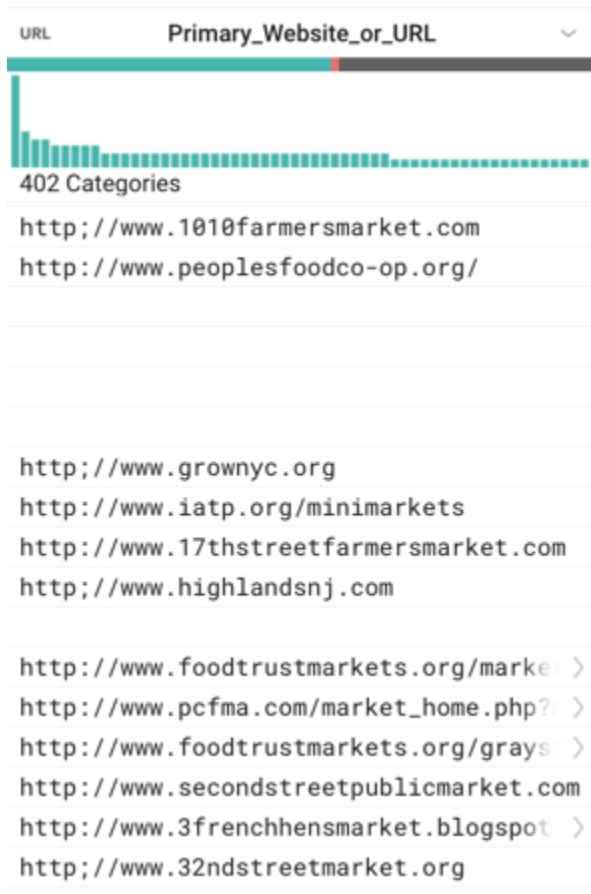 URL Primary_Website_or_URL
402 Categories
http;//www.1010farmersmarket.com
http://www.peoplesfoodco-op.org/
http;//www.grownyc.org
http://www.iatp.org/minimarkets
http://www.17thstreetfarmersmarket.com
http;//www.highlandsnj.com
http://www.foodtrustmarkets.org/marke
http://www.pcfma.com/market_home.php?
http://www.foodtrustmarkets.org/grays
http://www.secondstreetpublicmarket.com
http://www.3frenchhensmarket.blogspot
http;//www.32ndstreetmarket.org